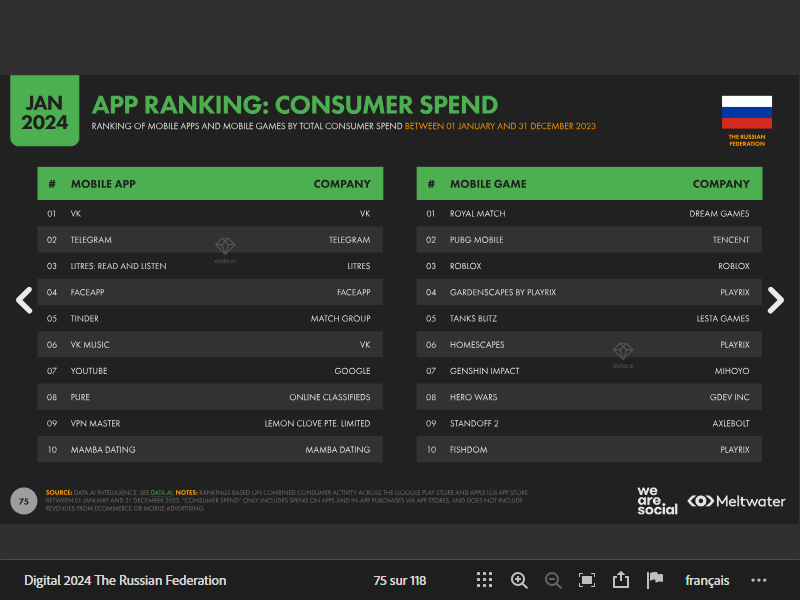 JAN
2024
APP RANKING: CONSUMER SPEND
RANKING OF MOBILE APPS AND MOBILE GAMES BY TOTAL CONSUMER SPEND BETWEEN 01 JANUARY AND 31 DECEMBER 2023
THE RUSSIAN
FEDERATION
# MOBILE APP COMPANY
01 VK VK
02 TELEGRAM TELEGRAM
03 LITRES: READ AND LISTEN LITRES
04 FACEAPP FACEAPP
05 TINDER MATCH GROUP
06 VK MUSIC VK
07 YOUTUBE GOOGLE
08 PURE ONLINE CLASSIFIEDS
09 VPN MASTER LEMON CLOVE PTE. LIMITED
10 MAMBA DATING MAMBA DATING
data.ai
# MOBILE GAME COMPANY
01 ROYAL MATCH DREAM GAMES
02 PUBG MOBILE TENCENT
03 ROBLOX ROBLOX
04 GARDENSCAPES BY PLAYRIX PLAYRIX
05 TANKS BLITZ LESTA GAMES
06 HOMESCAPES PLAYRIX
07 GENSHIN IMPACT MIHOYO
08 HERO WARS GDEV INC
09 STANDOFF 2 AXLEBOLT
10 FISHDOM PLAYRIX
data.ai
75
SOURCE: DATA.AI INTELLIGENCE. SEE DATA.AI. NOTES: RANKINGS BASED ON COMBINED CONSUMER ACTIVITY ACROSS THE GOOGLE PLAY STORE AND APPLE IOS APP STORE
BETWEEN 01 JANUARY AND 31 DECEMBER 2023. "CONSUMER SPEND" ONLY INCLUDES SPEND ON APPS AND IN-APP PURCHASES VIA APP STORES, AND DOES NOT INCLUDE
REVENUES FROM ECOMMERCE OR MOBILE ADVERTISING.
we
are.
social
Meltwater
Digital 2024 The Russian Federation
75 sur 118
français